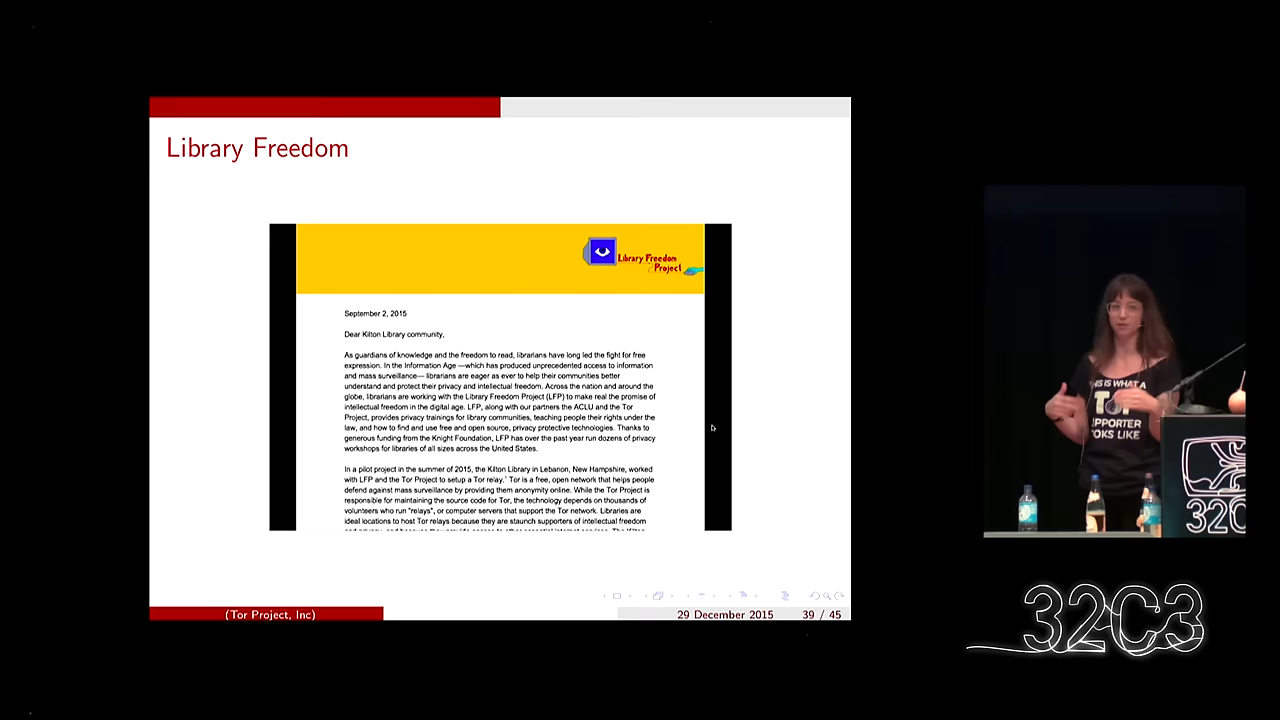 Library Freedom
Library Freedom
Project
September 2, 2015
Dear Kilton Library community,
As guardians of knowledge and the freedom to read, librarians have long led the fight for free
expression. In the Information Age —which has produced unprecedented access to information
and mass surveillance— librarians are eager as ever to help their communities better
understand and protect their privacy and intellectual freedom. Across the nation and around the
globe, librarians are working with the Library Freedom Project (LFP) to make real the promise of
intellectual freedom in the digital age. LFP, along with our partners the ACLU and the Tor
Project, provides privacy trainings for library communities, teaching people their rights under the
law, and how to find and use free and open source, privacy protective technologies. Thanks to
generous funding from the Knight Foundation, LFP has over the past year run dozens of privacy
workshops for libraries of all sizes across the United States.
In a pilot project in the summer of 2015, the Kilton Library in Lebanon, New Hampshire, worked
with LFP and the Tor Project to setup a Tor relay.¹ Tor is a free, open network that helps people
defend against mass surveillance by providing them anonymity online. While the Tor Project is
responsible for maintaining the source code for Tor, the technology depends on thousands of
volunteers who run "relays", or computer servers that support the Tor network. Libraries are
ideal locations to host Tor relays because they are staunch supporters of intellectual freedom
(Tor Project, Inc)
29 December 2015
39 / 45
IS IS WHAT A
TOR
PPORTER
OOKS LIKE
32C
32C3